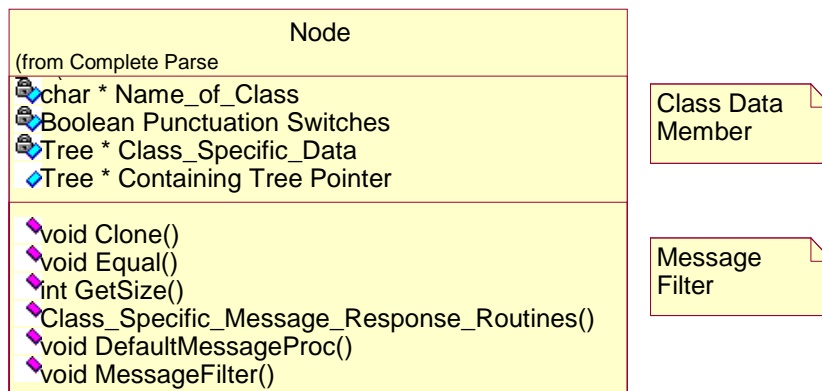 Node
(from Complete Parse
char * Name_of_Class
Boolean Punctuation Switches
Tree * Class_Specific_Data
Tree * Containing Tree Pointer
void Clone()
void Equal()
int GetSize()
Class_Specific_Message_Response_Routines()
void DefaultMessageProc()
void MessageFilter()
Class Data
Member
Message
Filter